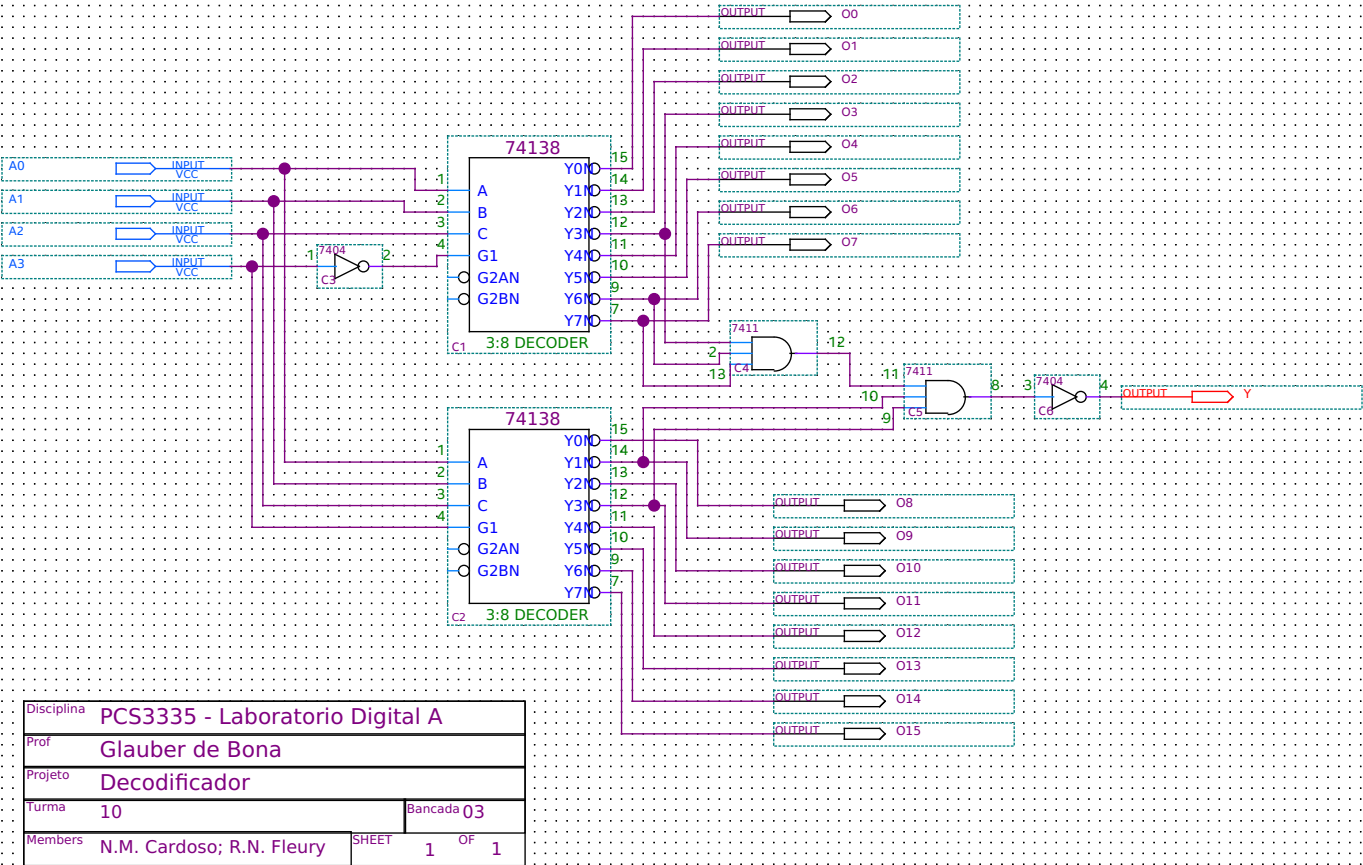 OUTPUT O0
OUTPUT O1
OUTPUT O2
OUTPUT O3
OUTPUT O4
OUTPUT O5
OUTPUT O6
OUTPUT O7
A0 INPUT VCC
A1 INPUT VCC
A2 INPUT VCC
A3 INPUT VCC
1 7404 2
C3
74138
1 A Y0N 15
2 B Y1N 14
3 C Y2N 13
4 G1 Y3N 12
G2AN Y4N 11
G2BN Y5N 10
Y6N 9
Y7N 7
C1 3:8 DECODER
7411
2 12
13 C4
7411
11
10 8
9 C5
7404
3 4
C6
OUTPUT Y
74138
1 A Y0N 15
2 B Y1N 14
3 C Y2N 13
4 G1 Y3N 12
G2AN Y4N 11
G2BN Y5N 10
Y6N 9
Y7N 7
C2 3:8 DECODER
OUTPUT O8
OUTPUT O9
OUTPUT O10
OUTPUT O11
OUTPUT O12
OUTPUT O13
OUTPUT O14
OUTPUT O15
Disciplina PCS3335 - Laboratorio Digital A
Prof Glauber de Bona
Projeto Decodificador
Turma 10 Bancada 03
Members N.M. Cardoso; R.N. Fleury SHEET 1 OF 1